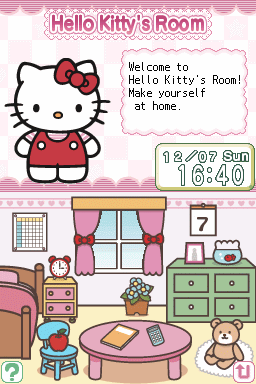 Hello Kitty's Room
Welcome to
Hello Kitty's Room!
Make yourself
at home.
12/07 Sun
16:40
7
?